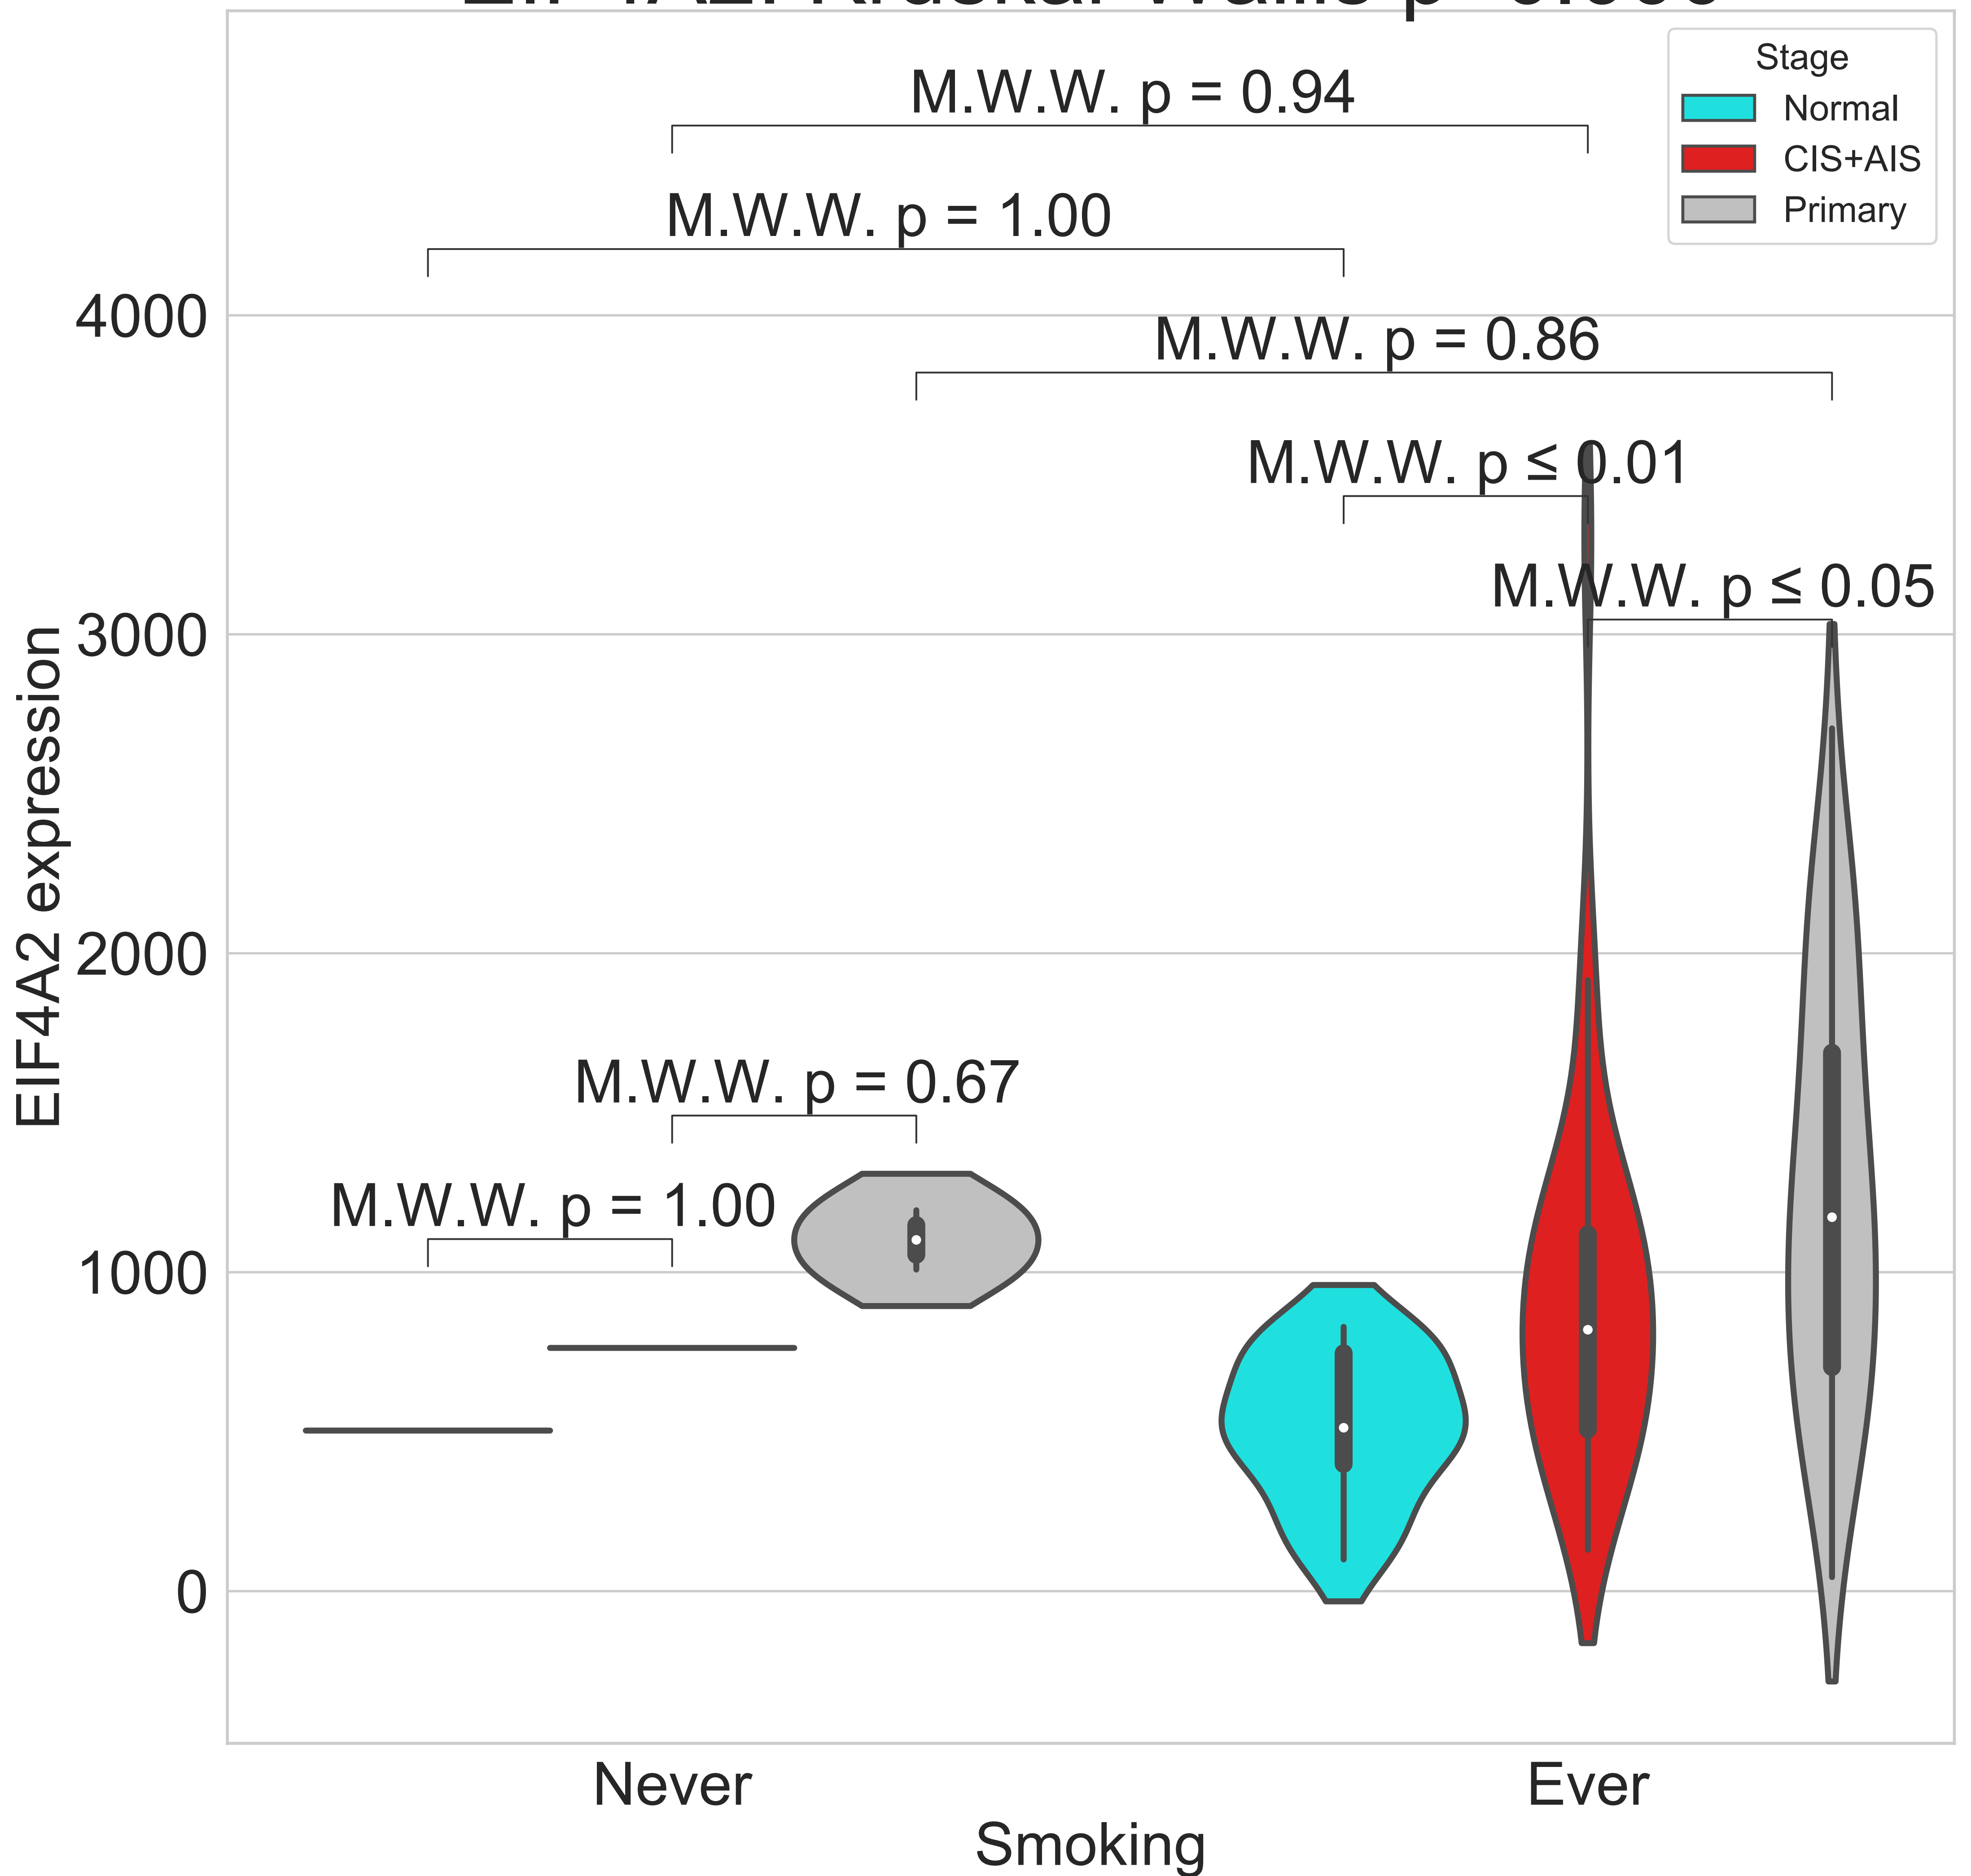 Stage
Normal
CIS+AIS
Primary
M.W.W. p = 0.94
M.W.W. p = 1.00
M.W.W. p = 0.86
M.W.W. p ≤ 0.01
M.W.W. p ≤ 0.05
M.W.W. p = 0.67
M.W.W. p = 1.00
4000
3000
2000
1000
0
EIF4A2 expression
Never
Ever
Smoking